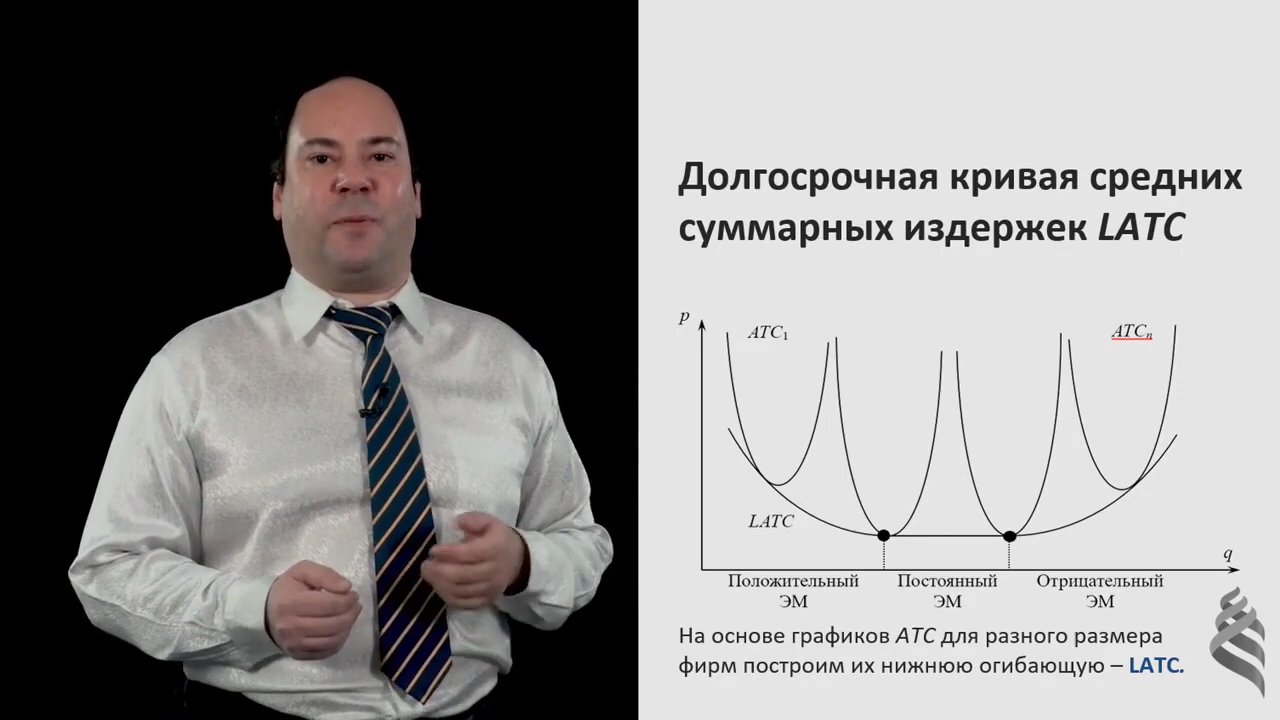 Долгосрочная кривая средних
суммарных издержек LATC
p
ATC₁
ATCₙ
LATC
q
Положительный
ЭМ
Постоянный
ЭМ
Отрицательный
ЭМ
На основе графиков ATC для разного размера
фирм построим их нижнюю огибающую – LATC.